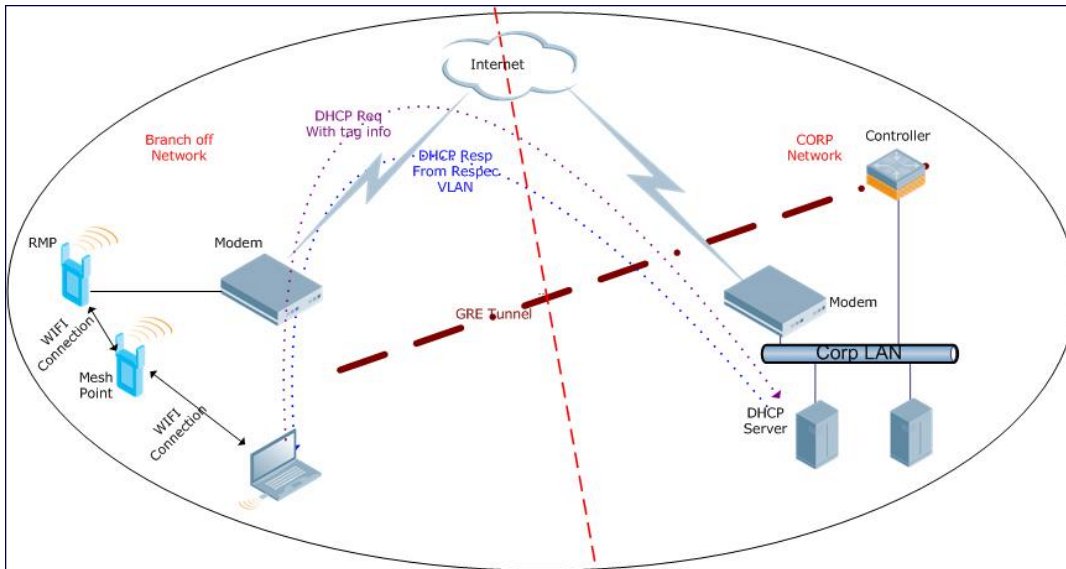 Internet
DHCP Req
With tag info
Branch off
Network
DHCP Resp
From Respec
VLAN
CORP
Network
Controller
RMP
Modem
WIFI
Connection
GRE Tunnel
Modem
Corp LAN
Mesh
Point
WIFI
Connection
DHCP
Server